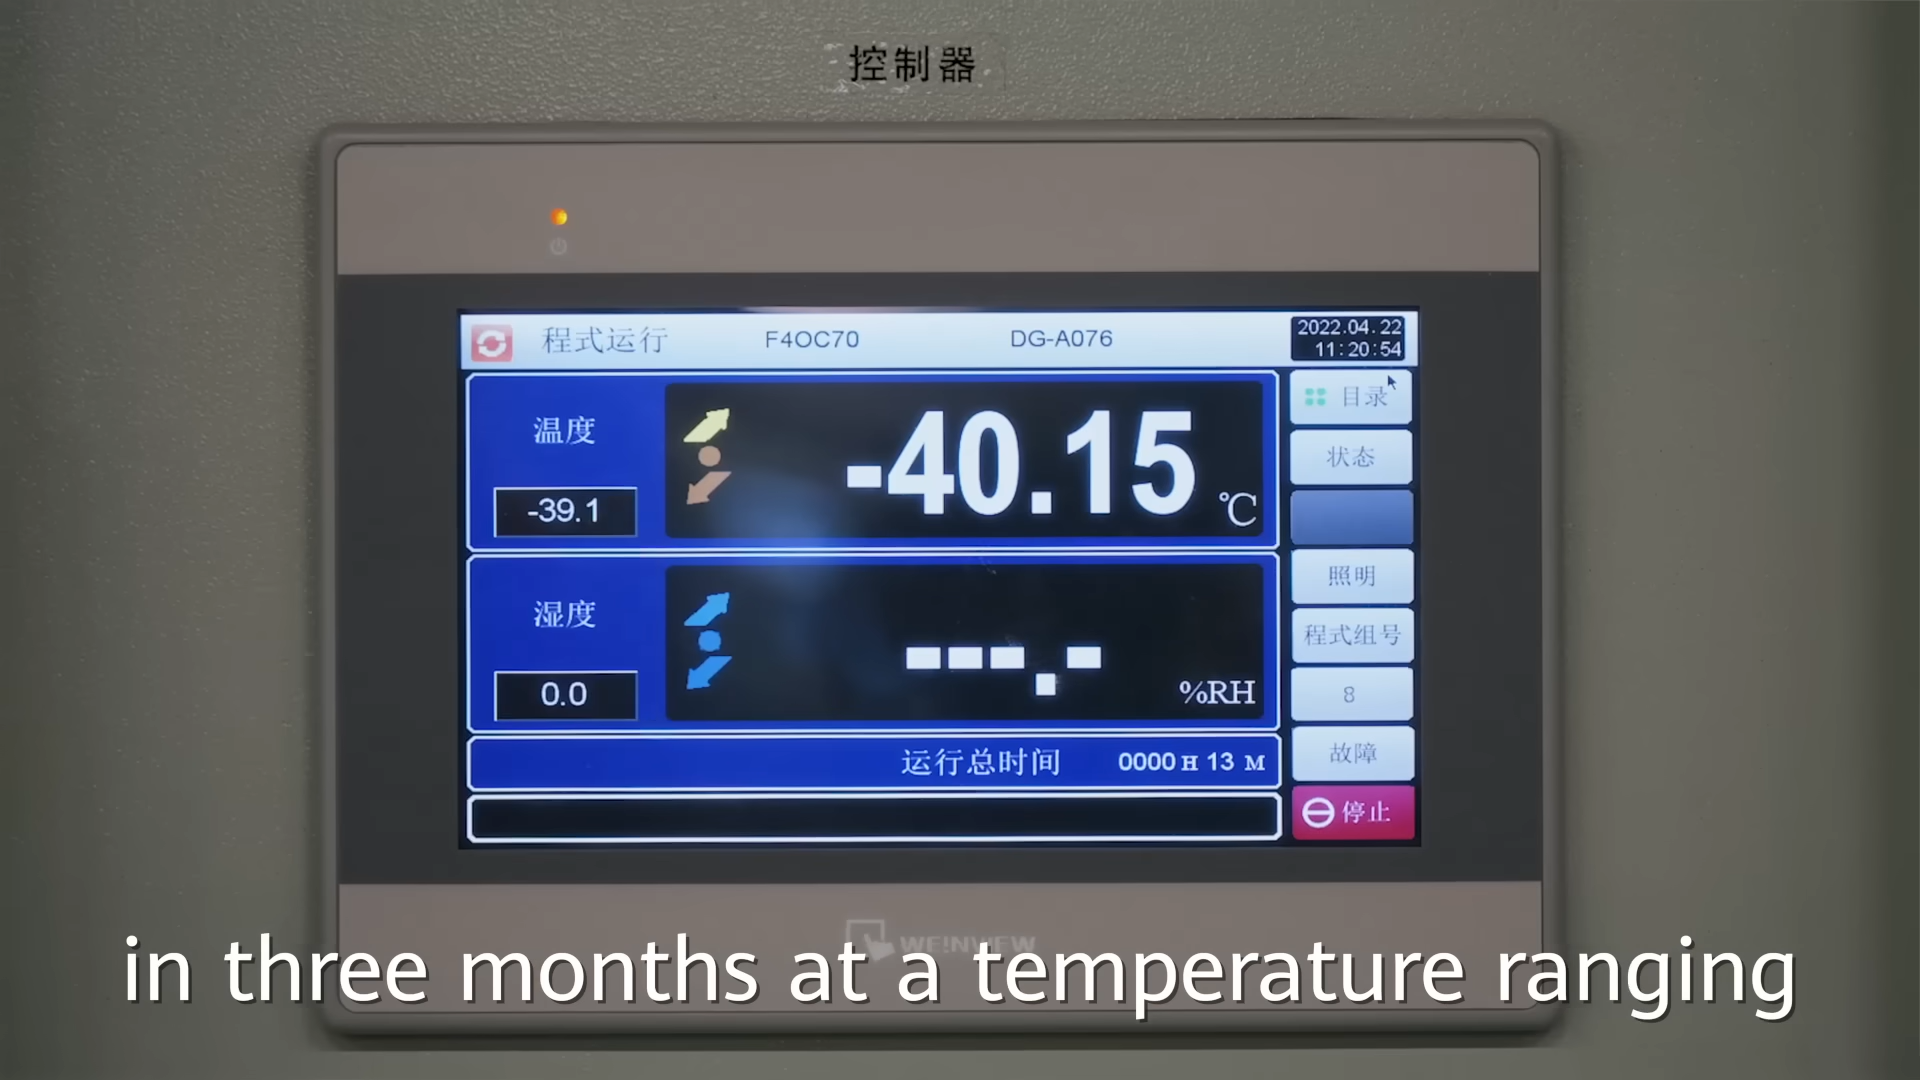 控制器
程式运行 F4OC70 DG-A076
2022.04.22
11:20:54
温度
-39.1
-40.15 ℃
湿度
0.0
---.- %RH
运行总时间 0000 H 13 M
目录
状态
照明
程式组号
8
故障
停止
WEINVIEW
in three months at a temperature ranging